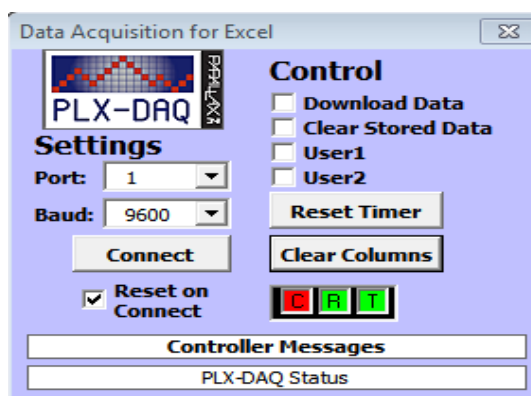 Data Acquisition for Excel
PLX-DAQ
PARALLAX
Settings
Port: 1
Baud: 9600
Connect
Reset on
Connect
Control
Download Data
Clear Stored Data
User1
User2
Reset Timer
Clear Columns
C R T
Controller Messages
PLX-DAQ Status